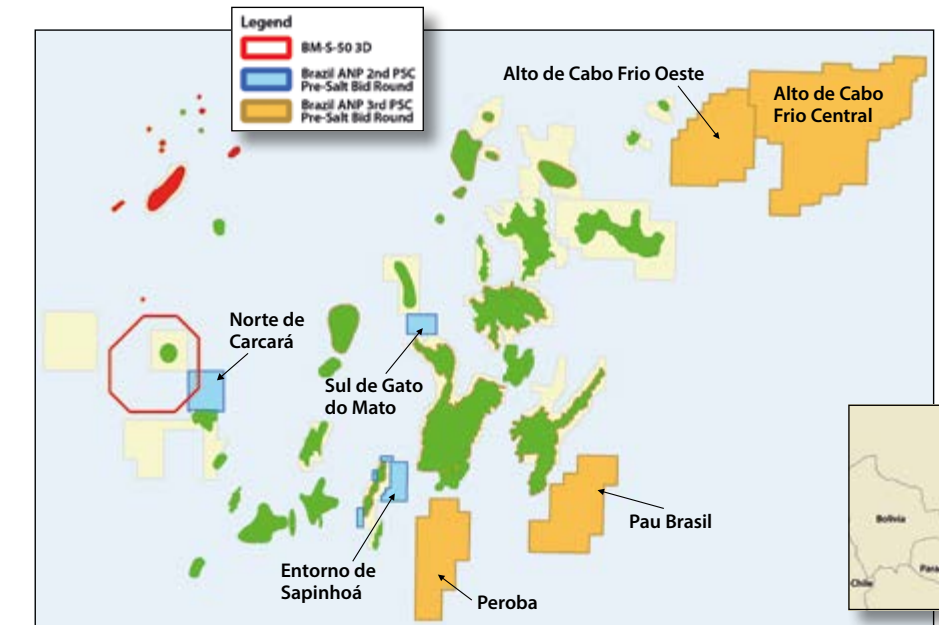 Legend
BM-S-50 3D
Brazil ANP 2nd PSC
Pre-Salt Bid Round
Brazil ANP 3rd PSC
Pre-Salt Bid Round
Alto de Cabo Frio Oeste
Alto de Cabo
Frio Central
Norte de
Carcará
Sul de Gato
do Mato
Pau Brasil
Entorno de
Sapinhoá
Peroba
Bolivia
Para
Chile